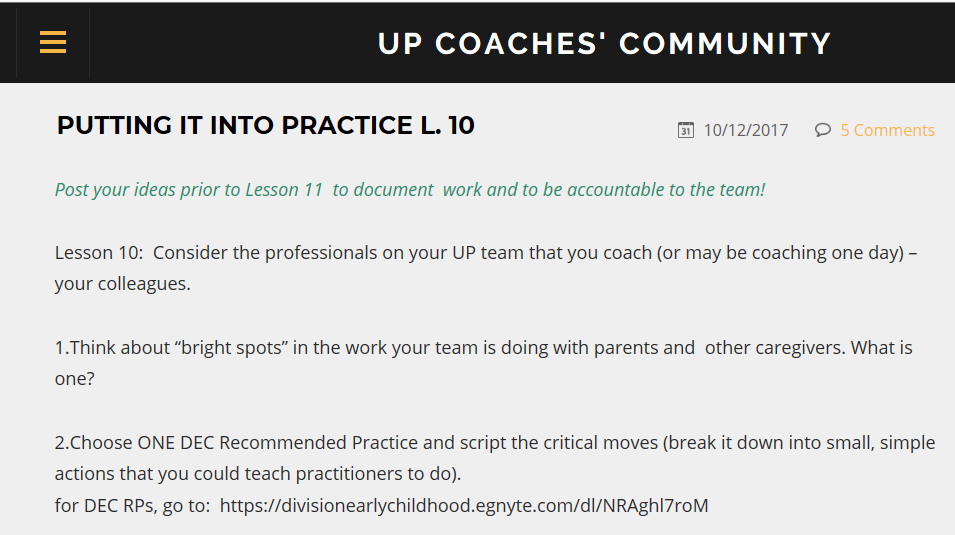 UP COACHES' COMMUNITY
PUTTING IT INTO PRACTICE L. 10
31 10/12/2017 5 Comments
Post your ideas prior to Lesson 11  to document  work and to be accountable to the team!
Lesson 10:  Consider the professionals on your UP team that you coach (or may be coaching one day) –
your colleagues.
1.Think about “bright spots” in the work your team is doing with parents and  other caregivers. What is
one?
2.Choose ONE DEC Recommended Practice and script the critical moves (break it down into small, simple
actions that you could teach practitioners to do).
for DEC RPs, go to:  https://divisionearlychildhood.egnyte.com/dl/NRAghl7roM